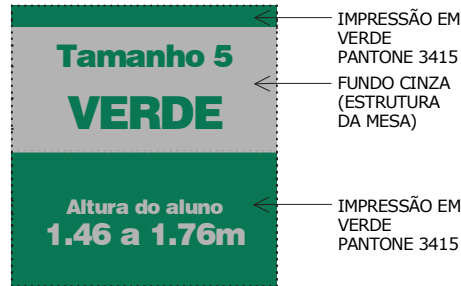 IMPRESSÃO EM
VERDE
PANTONE 3415
Tamanho 5
VERDE
FUNDO CINZA
(ESTRUTURA
DA MESA)
Altura do aluno
1.46 a 1.76m
IMPRESSÃO EM
VERDE
PANTONE 3415